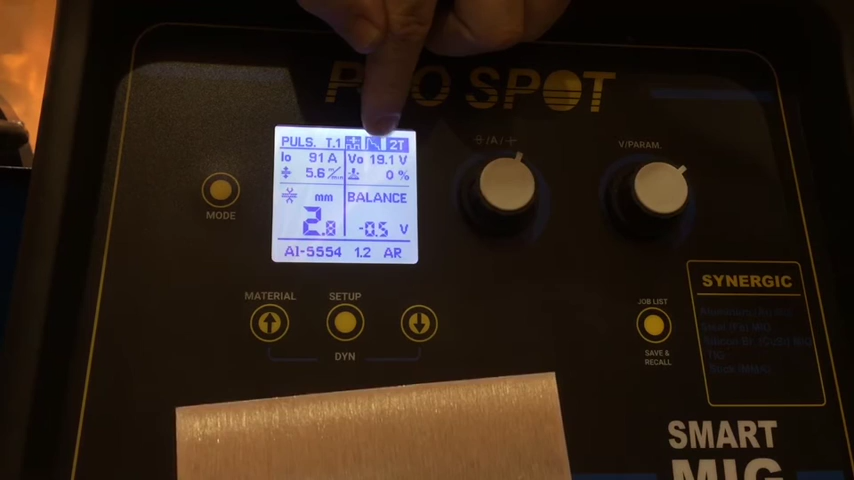 PRO SPOT
PULS. T.1 2T
Io 91 A Vo 19.1 V
5.6 m/min 0 %
mm BALANCE
2.8 -0.5 V
Al-5554 1.2 AR
/A/
V/PARAM.
MODE
MATERIAL SETUP
DYN
JOB LIST
SAVE &
RECALL
SYNERGIC
SMART
MIG